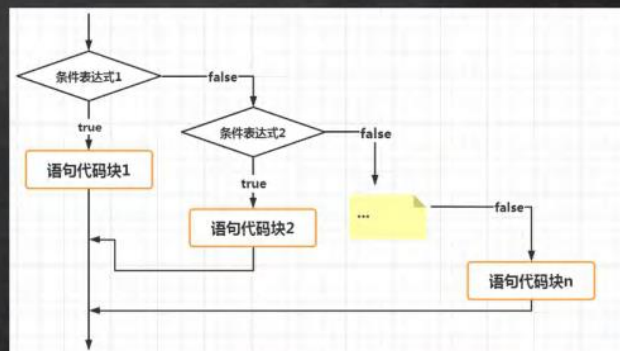 条件表达式1
false
true
条件表达式2
false
语句代码块1
true
...
false
语句代码块2
语句代码块n